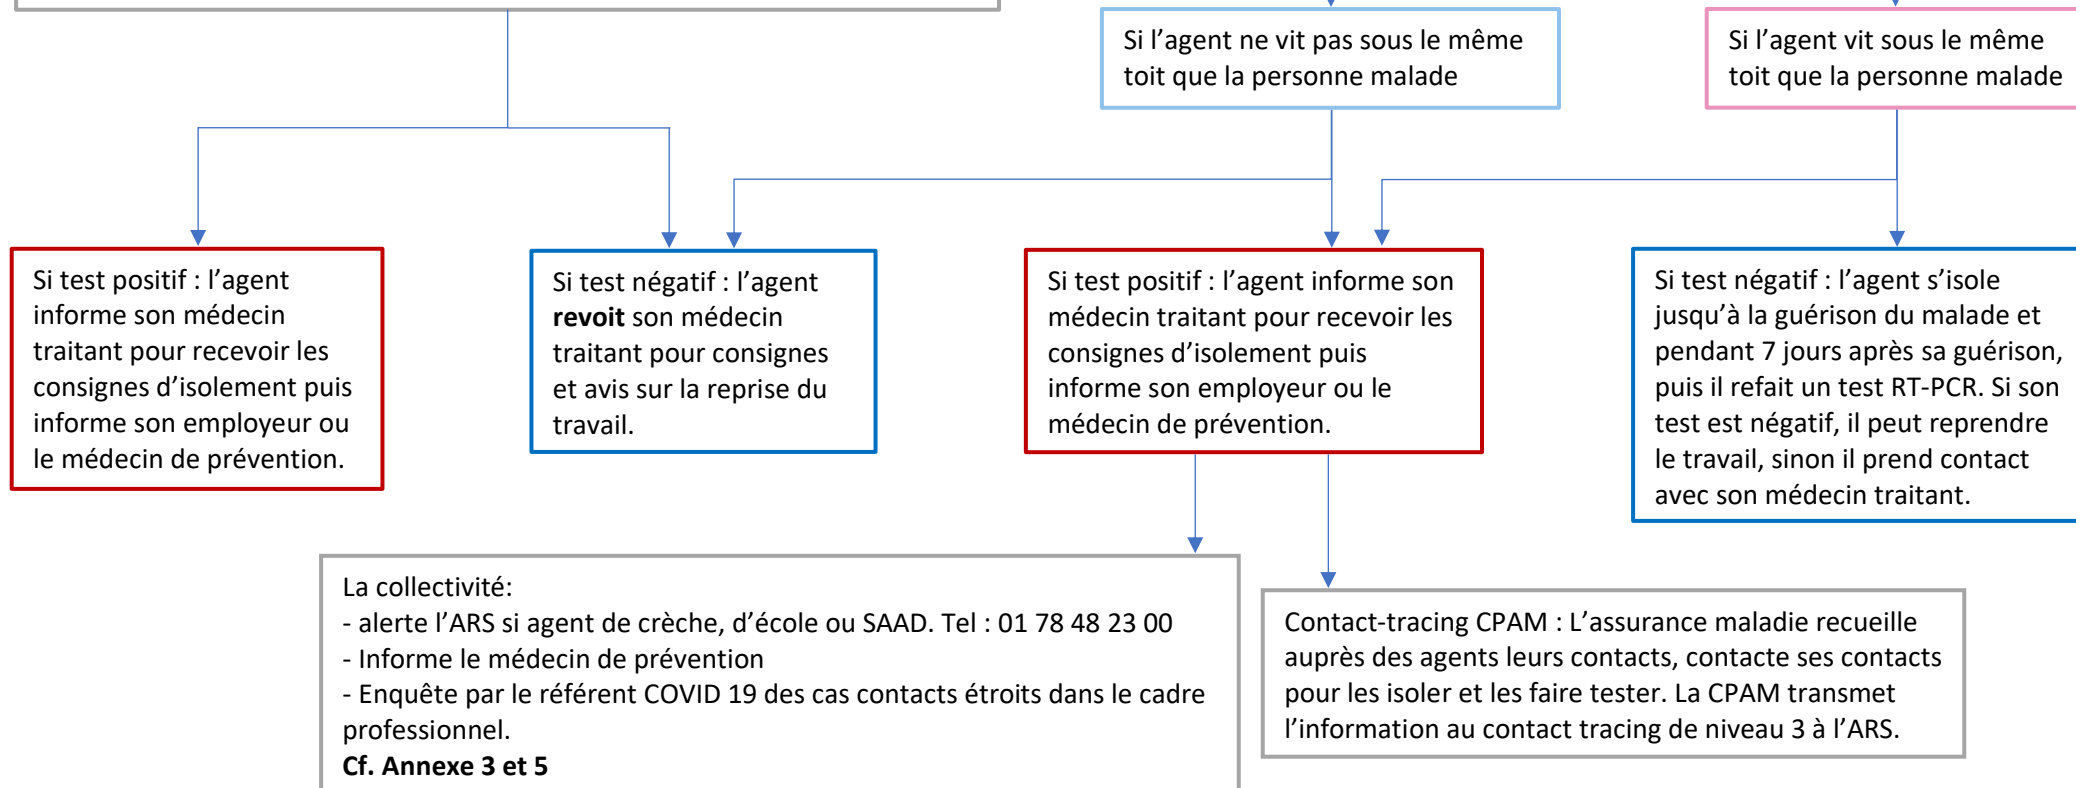 Si l’agent ne vit pas sous le même
toit que la personne malade
Si l’agent vit sous le même
toit que la personne malade
Si test positif : l’agent
informe son médecin
traitant pour recevoir les
consignes d’isolement puis
informe son employeur ou
le médecin de prévention.
Si test négatif : l’agent
revoit son médecin
traitant pour consignes
et avis sur la reprise du
travail.
Si test positif : l’agent informe son
médecin traitant pour recevoir les
consignes d’isolement puis
informe son employeur ou le
médecin de prévention.
Si test négatif : l’agent s’isole
jusqu’à la guérison du malade et
pendant 7 jours après sa guérison,
puis il refait un test RT-PCR. Si son
test est négatif, il peut reprendre
le travail, sinon il prend contact
avec son médecin traitant.
La collectivité:
- alerte l’ARS si agent de crèche, d’école ou SAAD. Tel : 01 78 48 23 00
- Informe le médecin de prévention
- Enquête par le référent COVID 19 des cas contacts étroits dans le cadre
professionnel.
Cf. Annexe 3 et 5
Contact-tracing CPAM : L’assurance maladie recueille
auprès des agents leurs contacts, contacte ses contacts
pour les isoler et les faire tester. La CPAM transmet
l’information au contact tracing de niveau 3 à l’ARS.